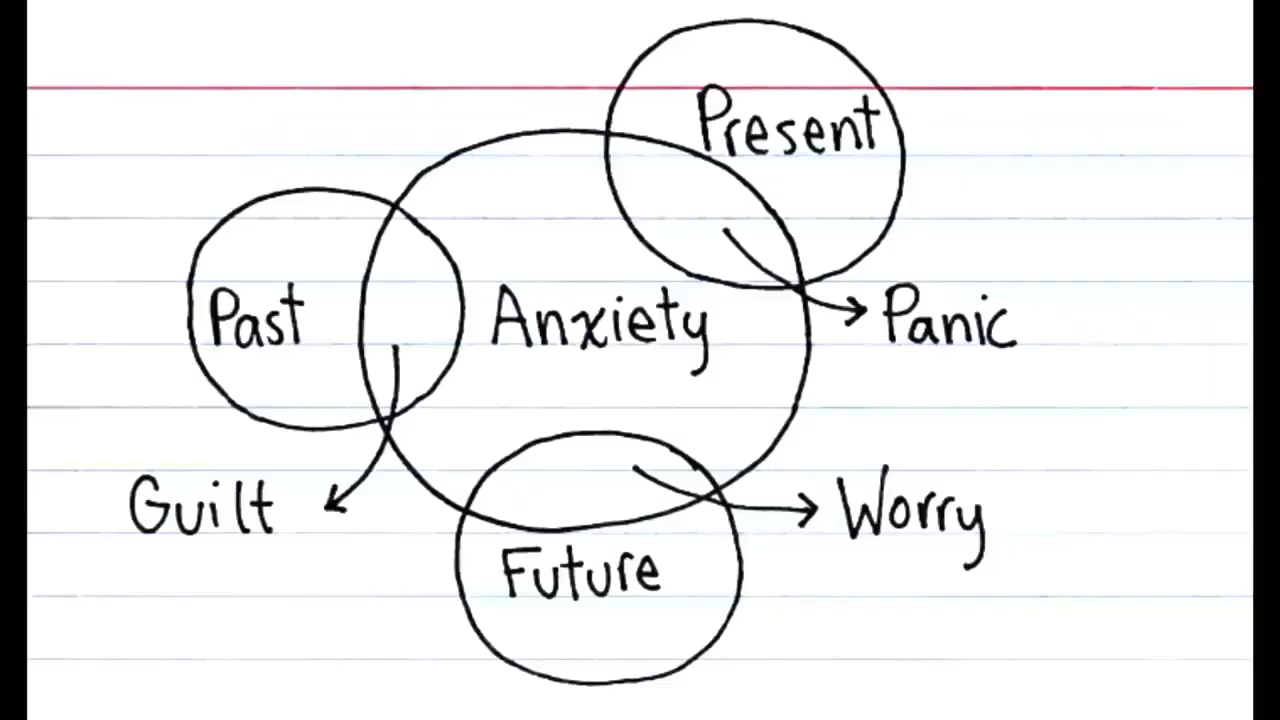 Present
Past
Anxiety
Panic
Guilt
Worry
Future